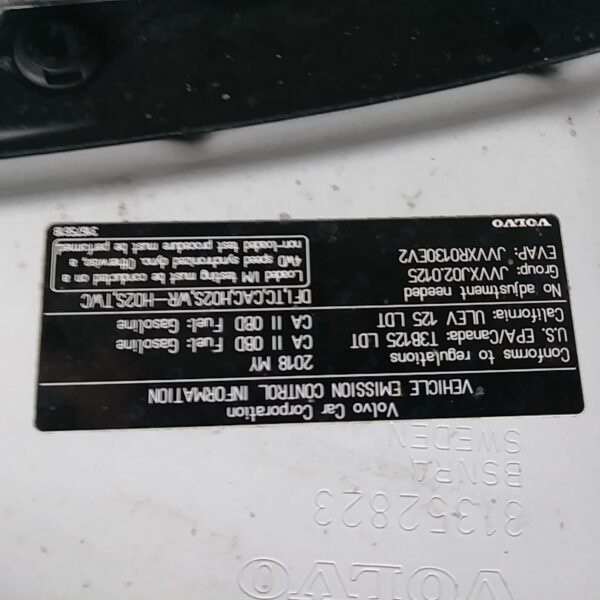 VOLVO
31352823
BSNRA
SWEDEN
Volvo Car Corporation
VEHICLE EMISSION CONTROL INFORMATION
Conforms to regulations 2018 MY
U.S. EPA/Canada: T3B125 LDT CA II OBD Fuel: Gasoline
California: ULEV 125 LDT CA II OBD Fuel: Gasoline
No adjustment needed DFI,TC,CAC,HO2S,WR-HO2S,TWC
Group: JVVXJ02.0125
EVAP: JVVXR0130EV2
Loaded I/M testing must be conducted on a
4WD speed synchronized dyno. Otherwise, a
non-loaded test procedure must be performed.
VOLVO